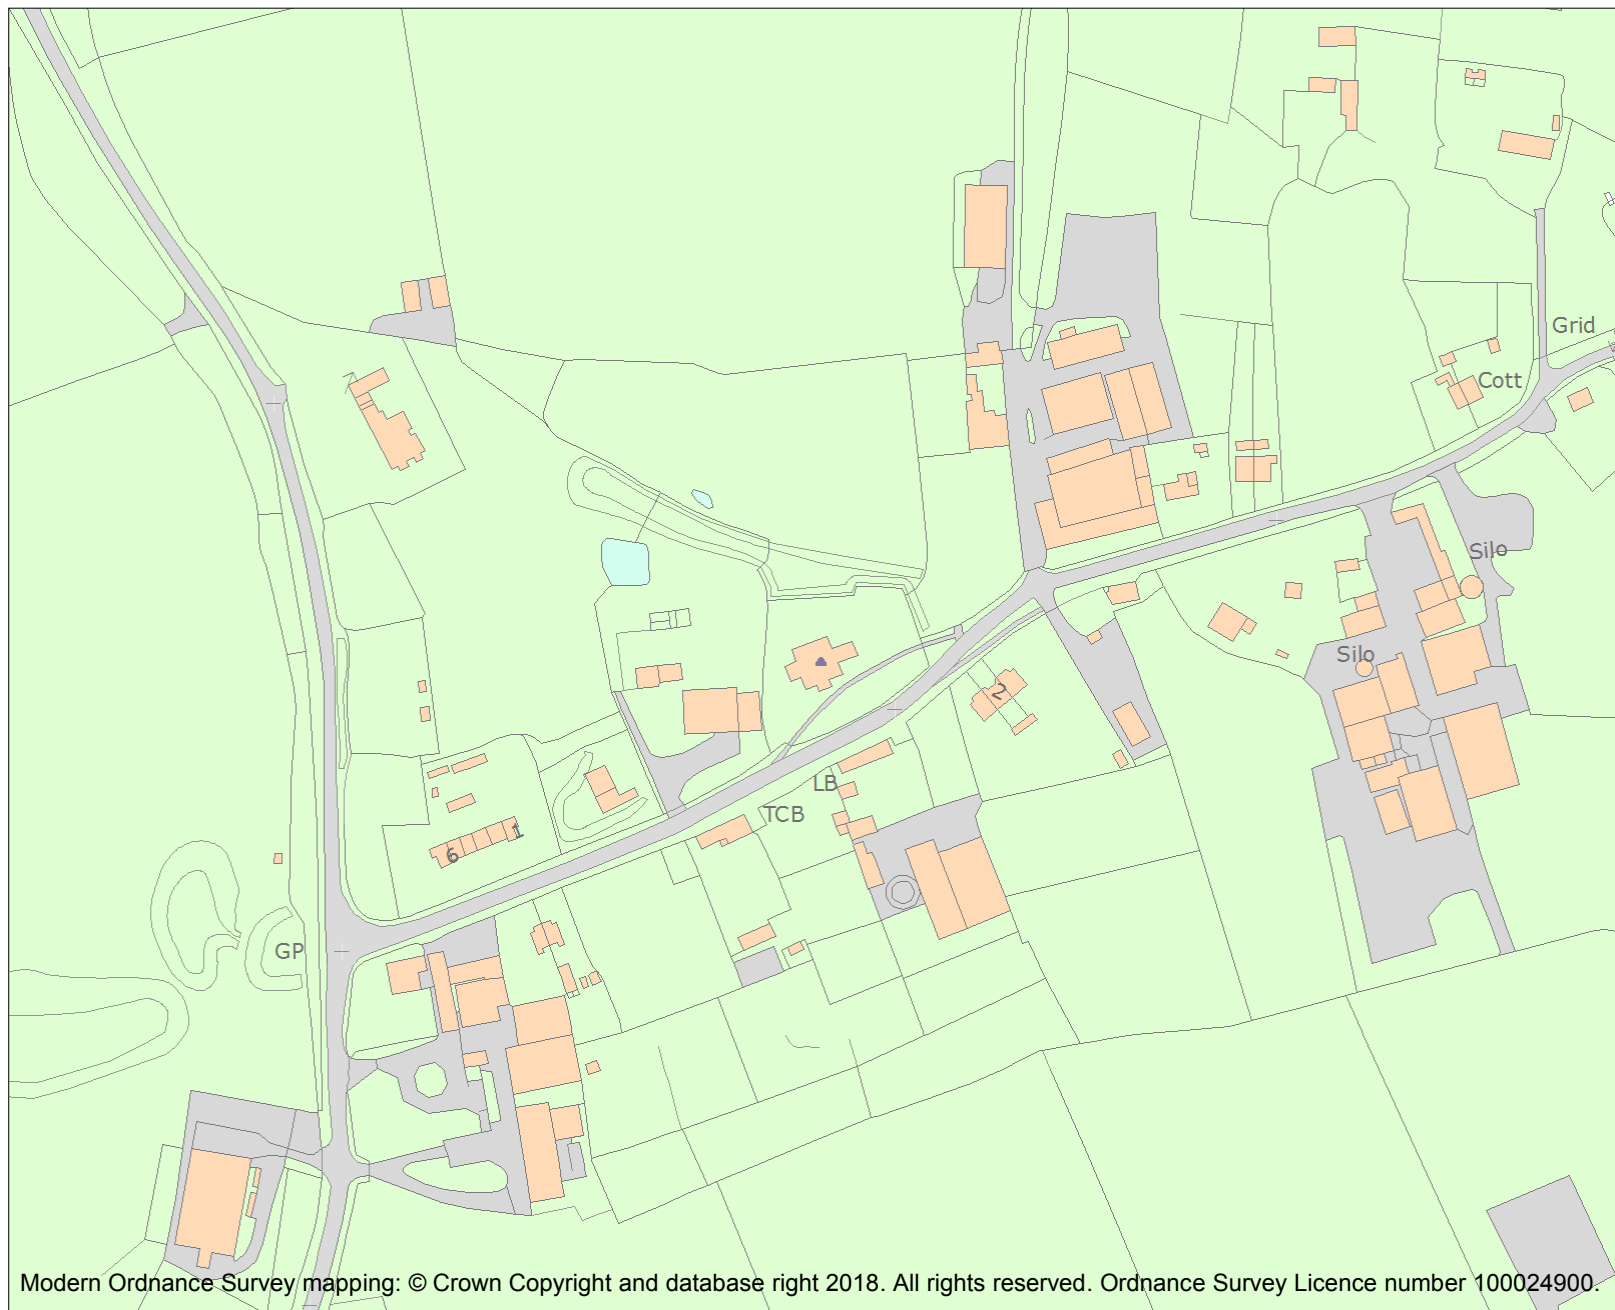 Grid
Cott
Silo
Silo
2
LB
TCB
1
6
GP
Modern Ordnance Survey mapping: © Crown Copyright and database right 2018. All rights reserved. Ordnance Survey Licence number 100024900.